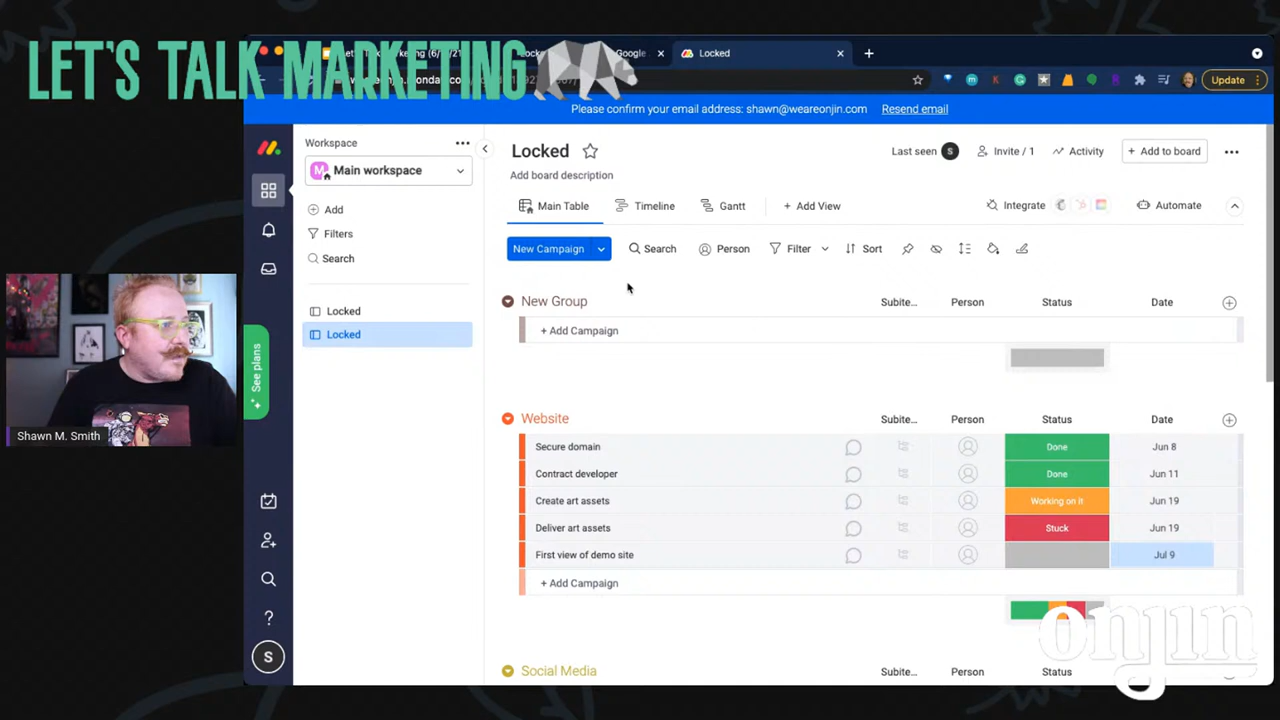 LET'S TALK MARKETING
Google
Locked
Update
Please confirm your email address: shawn@weareonjin.com Resend email
Workspace
M Main workspace
Add
Filters
Search
Locked
Locked
See plans
S
Locked
Last seen S Invite / 1 Activity + Add to board
Add board description
Main Table Timeline Gantt + Add View Integrate Automate
New Campaign Search Person Filter Sort
New Group Subite... Person Status Date
+ Add Campaign
Website Subite... Person Status Date
Secure domain Done Jun 8
Contract developer Done Jun 11
Create art assets Working on it Jun 19
Deliver art assets Stuck Jun 19
First view of demo site Jul 9
+ Add Campaign
Social Media Subite... Person Status
Shawn M. Smith
onjin